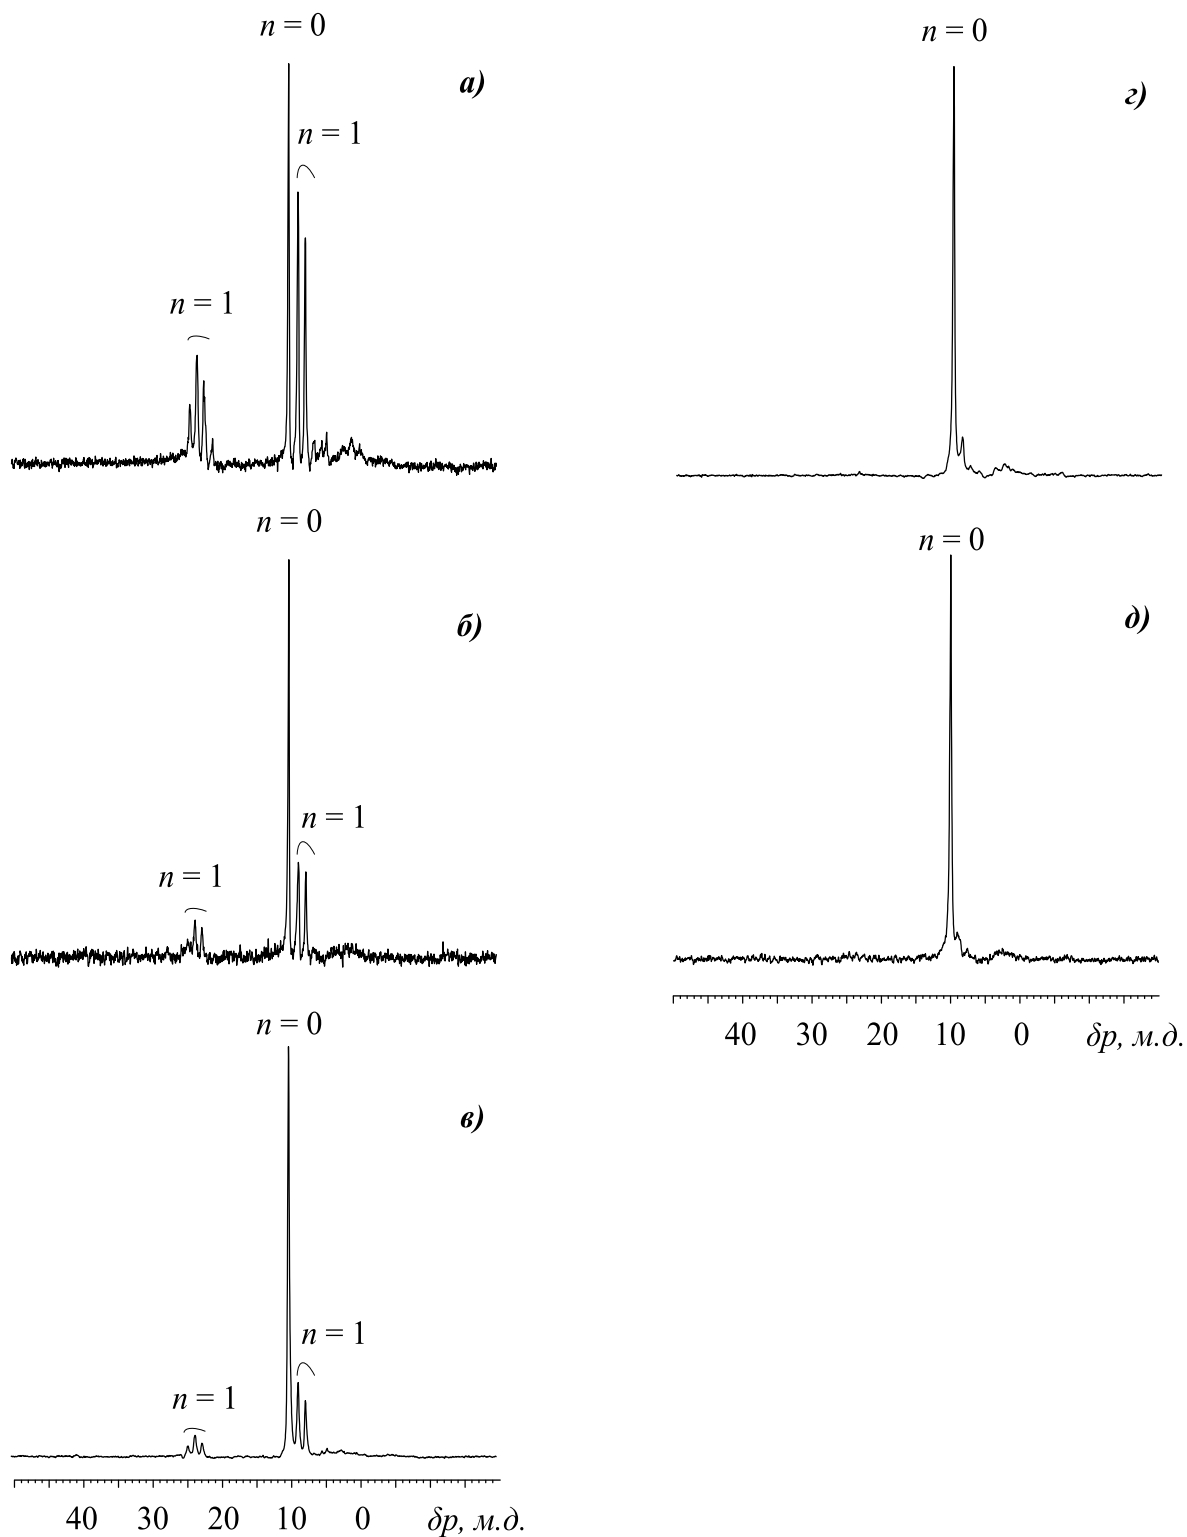 n = 0
а)
n = 1
n = 1
n = 0
б)
n = 1
n = 1
n = 0
в)
n = 1
n = 1
40 30 20 10 0 δp, м.д.
n = 0
г)
n = 0
д)
40 30 20 10 0 δp, м.д.